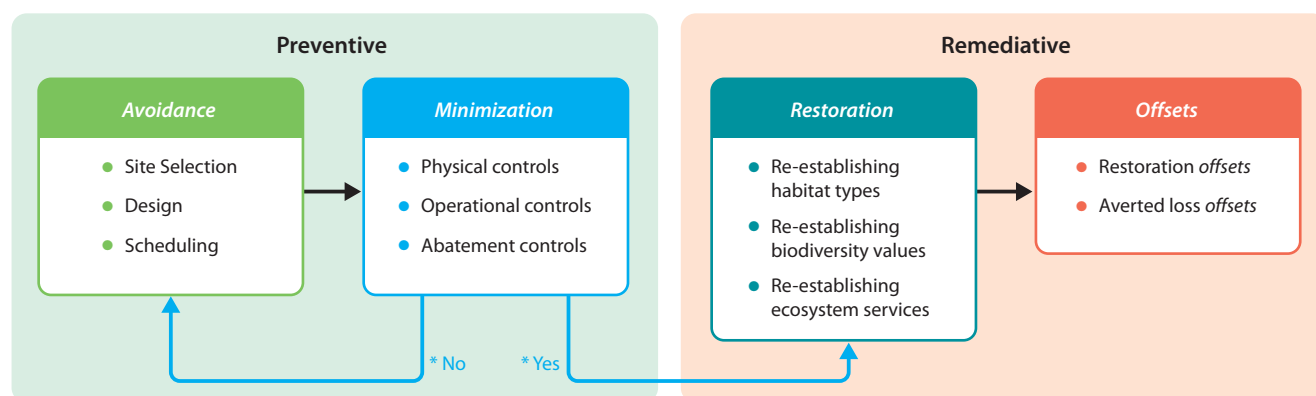 Preventive
Avoidance
Site Selection
Design
Scheduling
Minimization
Physical controls
Operational controls
Abatement controls
* No
* Yes
Remediative
Restoration
Re-establishing
habitat types
Re-establishing
biodiversity values
Re-establishing
ecosystem services
Offsets
Restoration offsets
Averted loss offsets